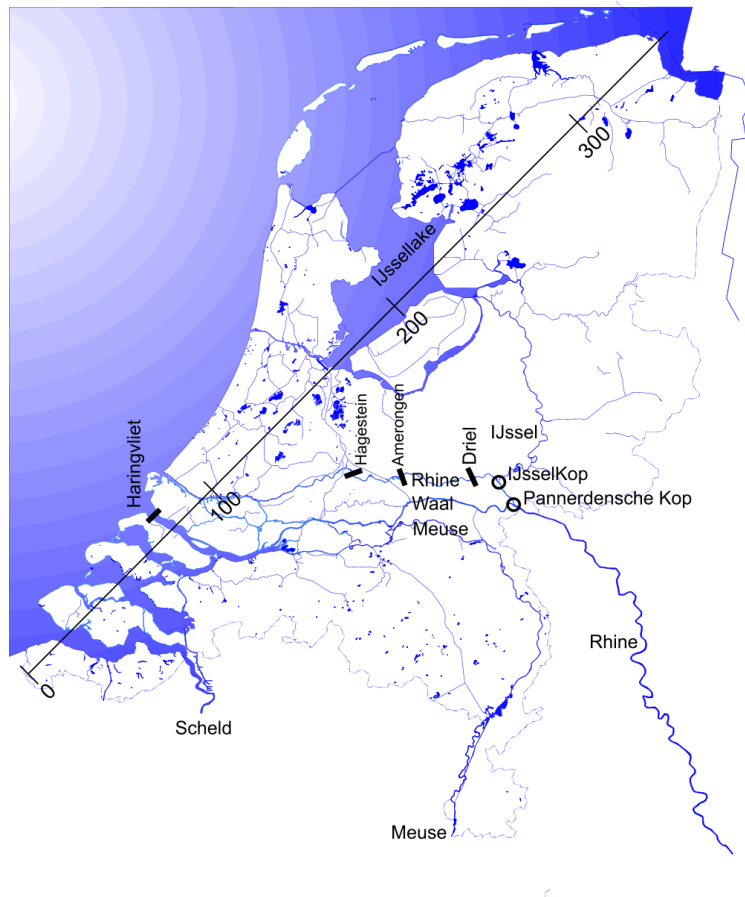 300
IJssellake
200
Haringvliet
Hagestein
Amerongen
Driel
IJssel
100
Rhine
IJsselKop
Waal
Pannerdensche Kop
Meuse
Rhine
0
Scheld
Meuse